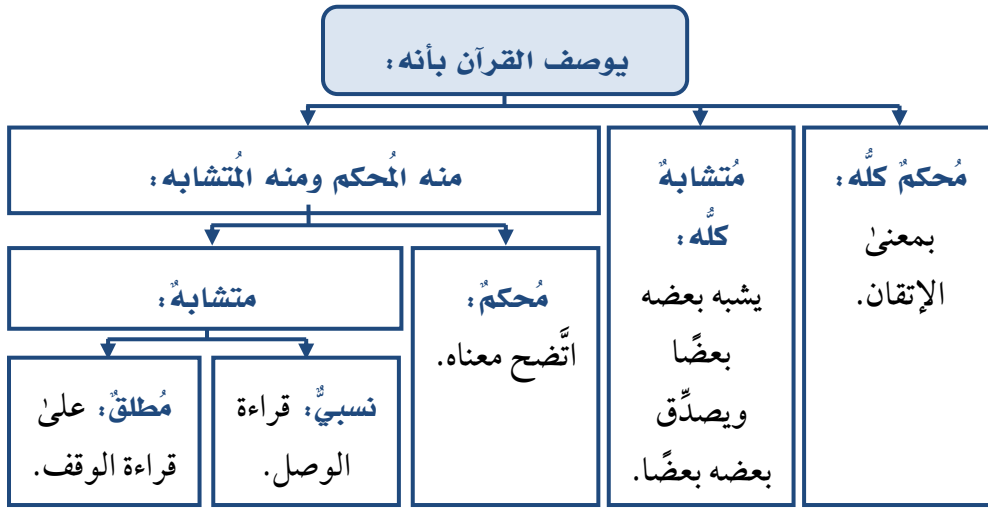 يوصف القرآن بأنه:
مُحكمٌ كلُّه:
بمعنىٰ
الإتقان.
مُتشابهٌ
كلُّه:
يشبه بعضه
بعضًا
ويصدِّق
بعضه بعضًا.
منه المُحكم ومنه المُتشابه:
مُحكمٌ:
اتَّضح معناه.
متشابهٌ:
نسبيٌّ: قراءة
الوصل.
مُطلقٌ: علىٰ
قراءة الوقف.